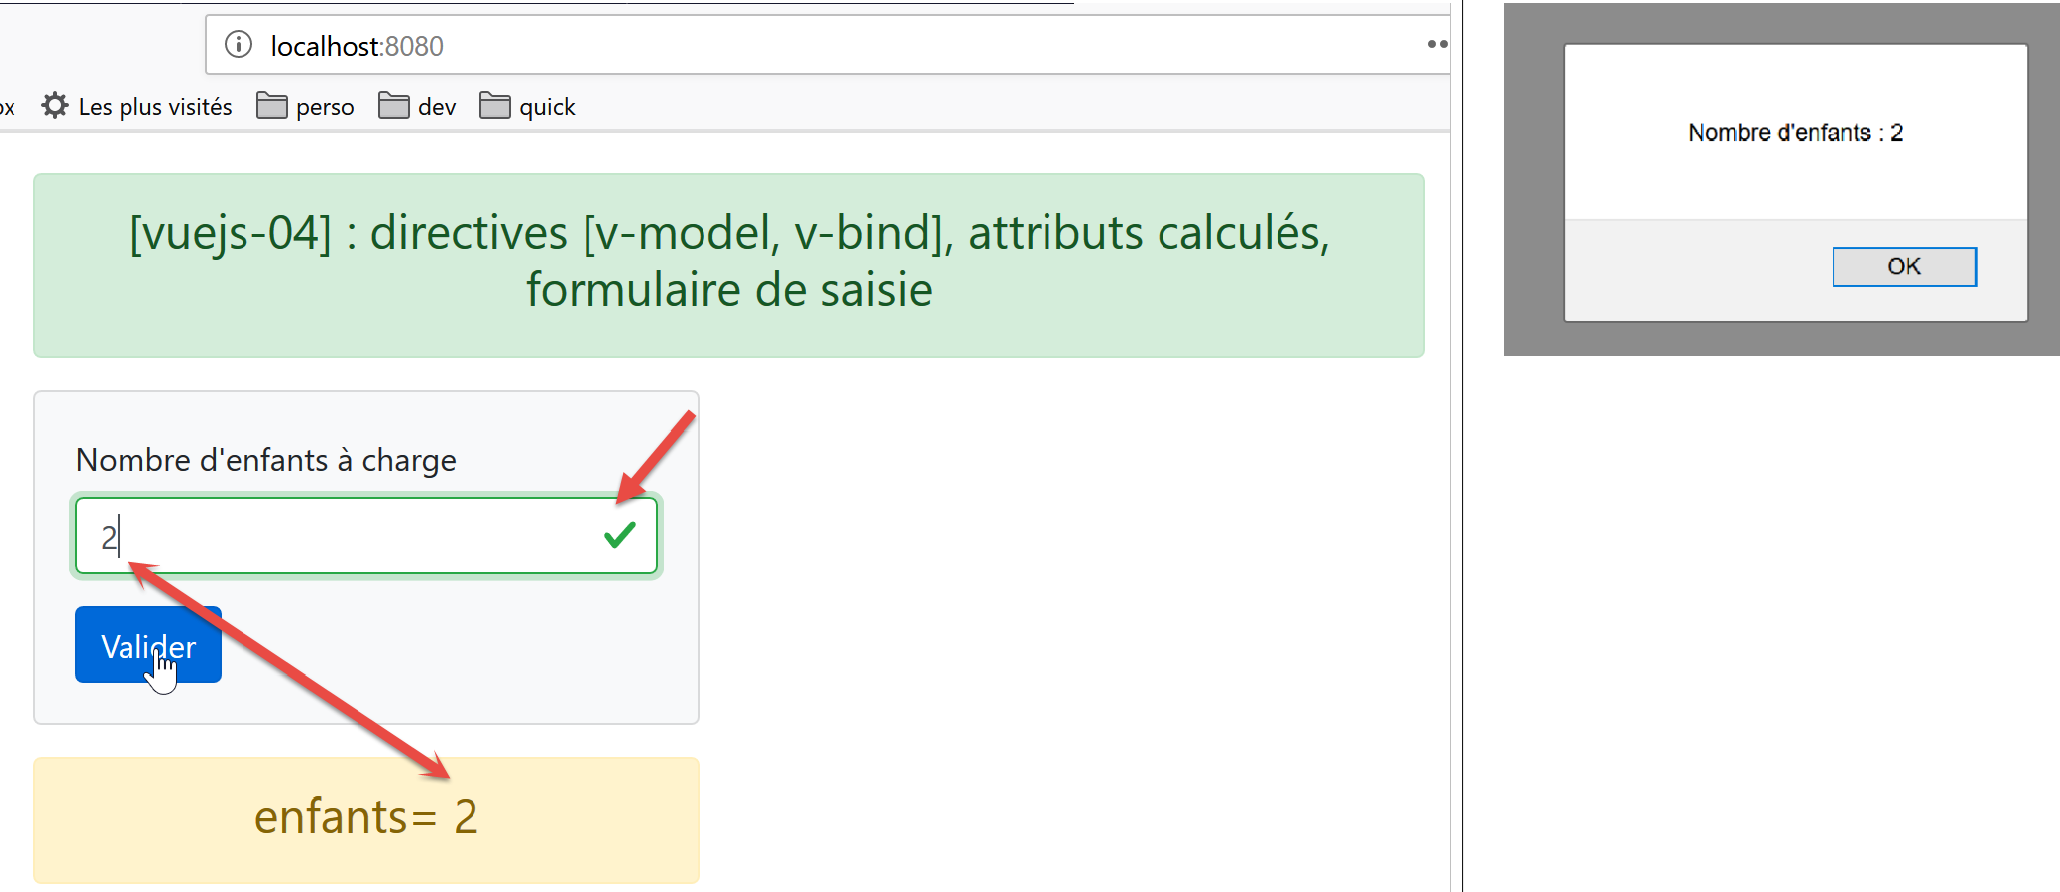 localhost:8080
ox Les plus visités perso dev quick
[vuejs-04] : directives [v-model, v-bind], attributs calculés,
formulaire de saisie
Nombre d'enfants à charge
2
Valider
enfants= 2
Nombre d'enfants : 2
OK